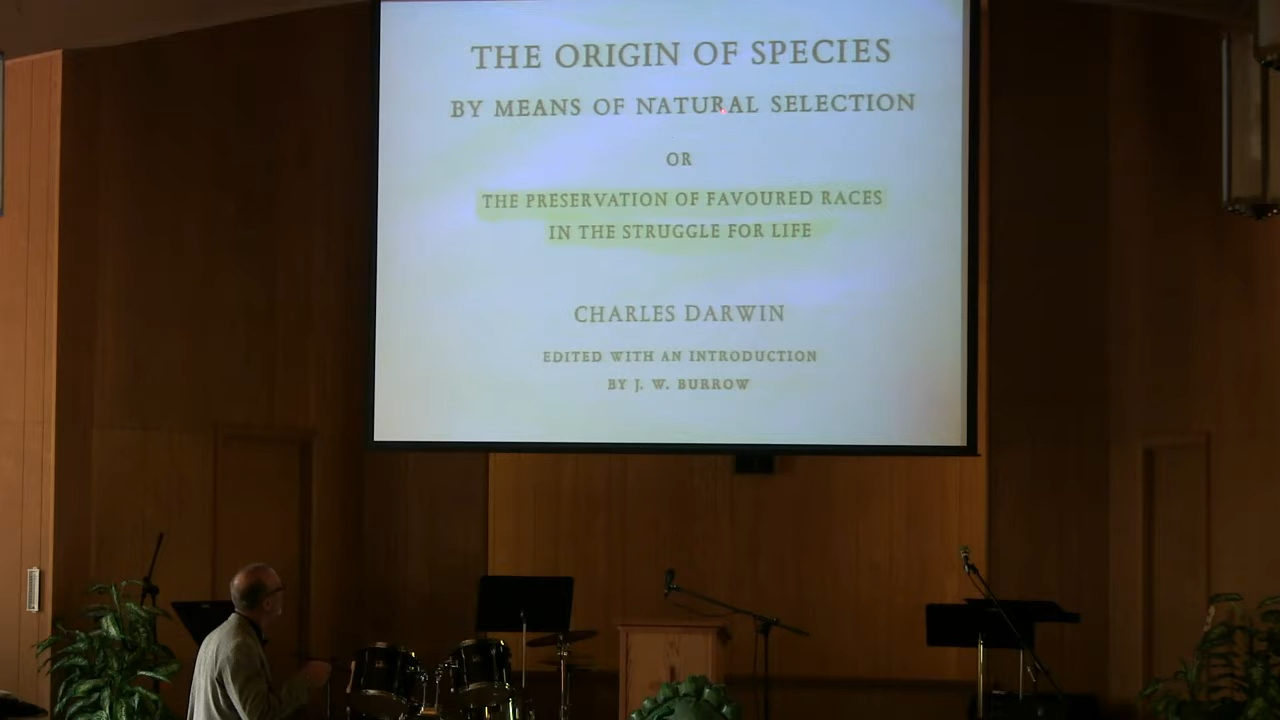 THE ORIGIN OF SPECIES
BY MEANS OF NATURAL SELECTION
OR
THE PRESERVATION OF FAVOURED RACES
IN THE STRUGGLE FOR LIFE
CHARLES DARWIN
EDITED WITH AN INTRODUCTION
BY J. W. BURROW